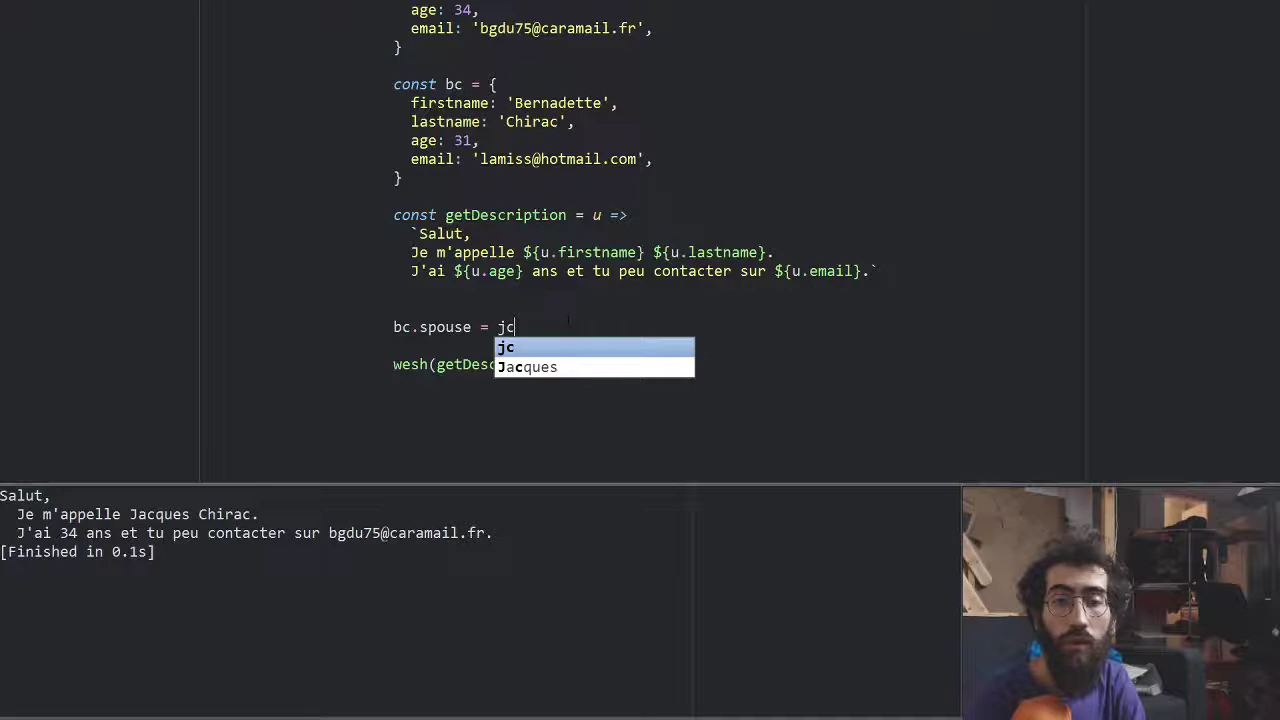 age: 34,
email: 'bgdu75@caramail.fr',
}
const bc = {
firstname: 'Bernadette',
lastname: 'Chirac',
age: 31,
email: 'lamiss@hotmail.com',
}
const getDescription = u =>
`Salut,
Je m'appelle ${u.firstname} ${u.lastname}.
J'ai ${u.age} ans et tu peu contacter sur ${u.email}.`
bc.spouse = jc
jc
Jacques
wesh(getDesc
Salut,
Je m'appelle Jacques Chirac.
J'ai 34 ans et tu peu contacter sur bgdu75@caramail.fr.
[Finished in 0.1s]